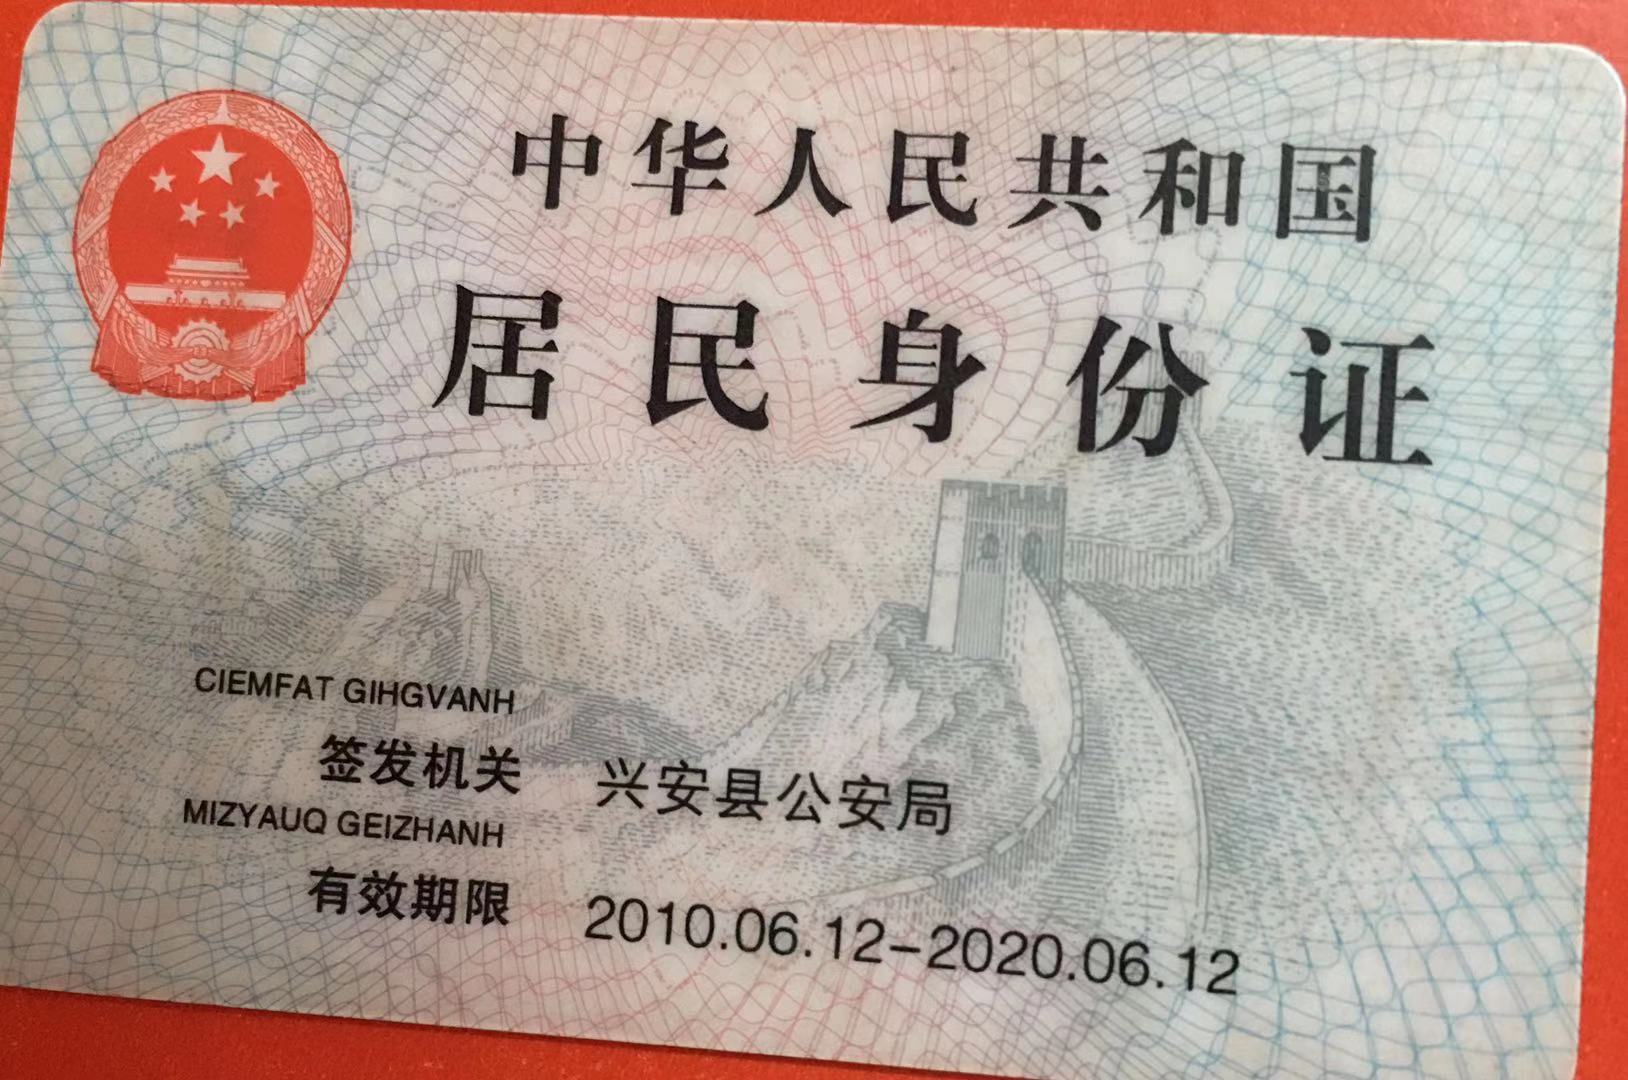 中华人民共和国
居民身份证
CIEMFAT GIHGVANH
签发机关 兴安县公安局
MIZYAUQ GEIZHANH
有效期限 2010.06.12-2020.06.12